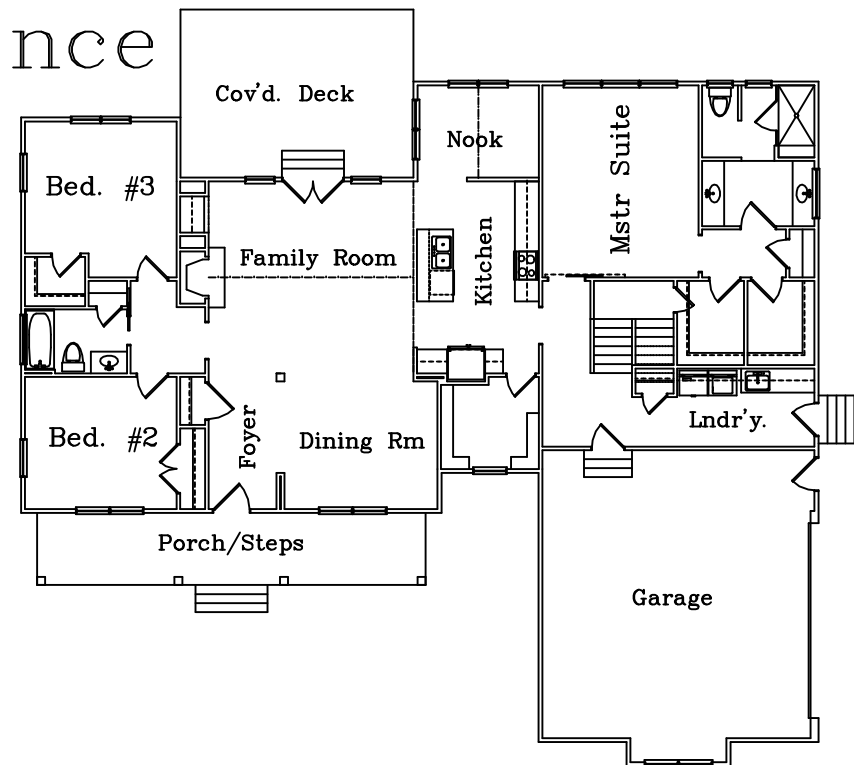 nce
Cov'd. Deck
Nook
Mstr Suite
Bed. #3
Family Room
Kitchen
Bed. #2
Foyer
Dining Rm
Lndr'y.
Porch/Steps
Garage